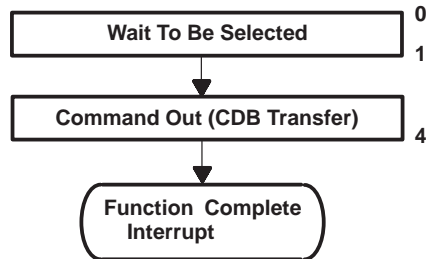 0
Wait To Be Selected
1
Command Out (CDB Transfer)
4
Function Complete
Interrupt